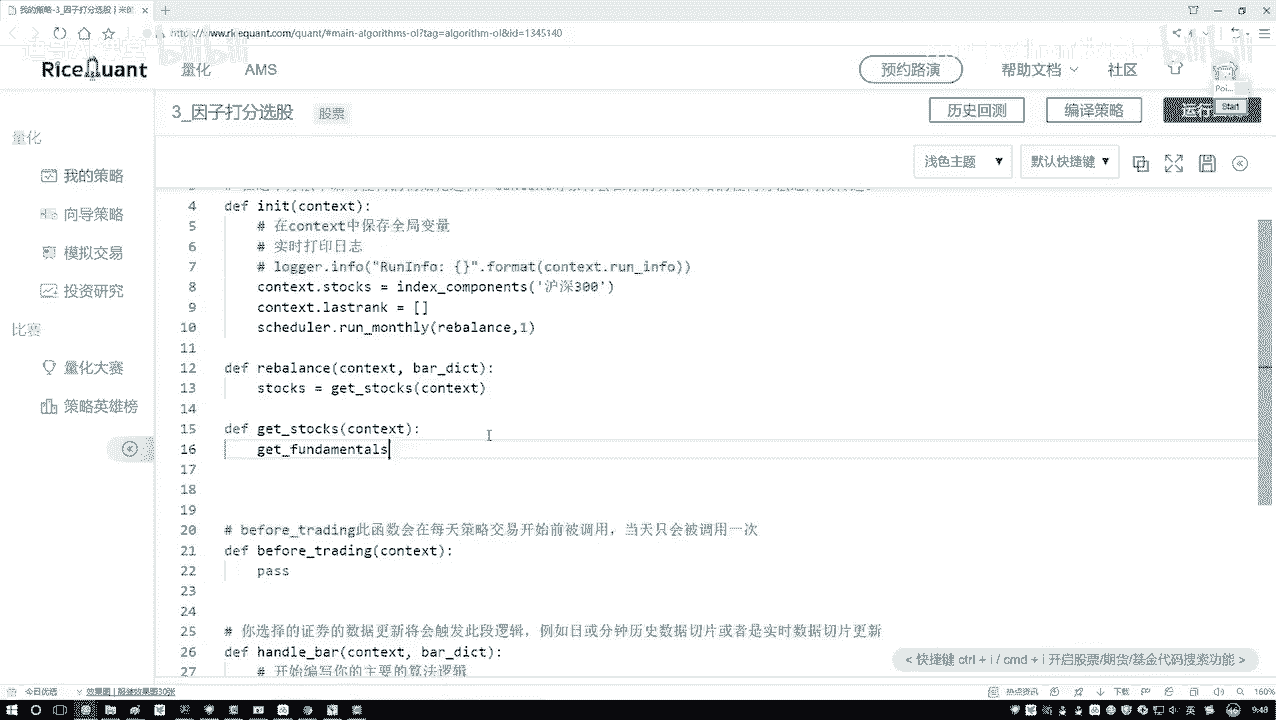 我的策略-3_因子打分选股 | 米
https://www.ricequant.com/quant/#main-algorithms-ol?tag=algorithm-ol&id=1345140
bilibili
RiceQuant 量化 AMS 预约路演 帮助文档 社区
Poi...
Start
3_因子打分选股 股票 历史回测 编译策略
量化
浅色主题 默认快捷键
我的策略
向导策略
模拟交易
投资研究
比赛
量化大赛
策略英雄榜
4 def init(context):
5 # 在context中保存全局变量
6 # 实时打印日志
7 # logger.info("RunInfo: {}".format(context.run_info))
8 context.stocks = index_components('沪深300')
9 context.lastrank = []
10 scheduler.run_monthly(rebalance,1)
11
12 def rebalance(context, bar_dict):
13 stocks = get_stocks(context)
14
15 def get_stocks(context):
16 get_fundamentals
17
18
19
20 # before_trading此函数会在每天策略交易开始前被调用，当天只会被调用一次
21 def before_trading(context):
22 pass
23
24
25 # 你选择的证券的数据更新将会触发此段逻辑，例如日或分钟历史数据切片或者是实时数据切片更新
26 def handle_bar(context, bar_dict):
27 # 开始编写你的主要的算法逻辑
< 快捷键 ctrl + i / cmd + i 开启股票/期货/基金代码搜索功能 >
今日优选 热点资讯 下载 160%
9:48